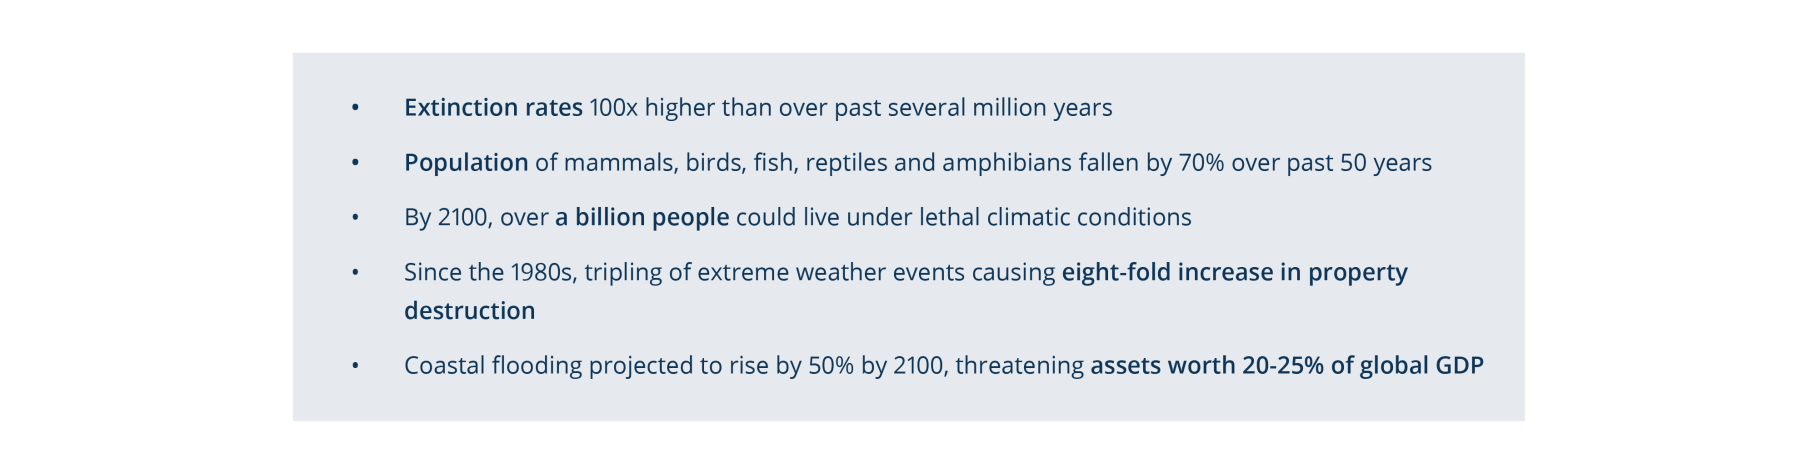 • Extinction rates 100x higher than over past several million years
• Population of mammals, birds, fish, reptiles and amphibians fallen by 70% over past 50 years
• By 2100, over a billion people could live under lethal climatic conditions
• Since the 1980s, tripling of extreme weather events causing eight-fold increase in property
destruction
• Coastal flooding projected to rise by 50% by 2100, threatening assets worth 20-25% of global GDP